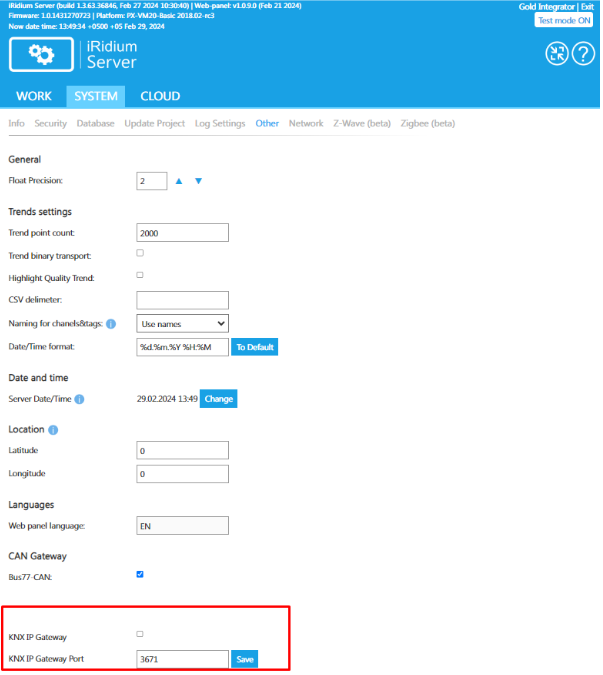 iRidium Server (build 1.3.63.36846, Feb 27 2024 10:30:40) | Web-panel: v1.0.9.0 (Feb 21 2024)
Gold Integrator | Exit
Firmware: 1.0.1431270723 | Platform: PX-VM20-Basic 2018.02-rc3
Now date time: 13:49:34 +0500 +05 Feb 29, 2024
Test mode ON
iRidium
Server
?
WORK SYSTEM CLOUD
Info Security Database Update Project Log Settings Other Network Z-Wave (beta) Zigbee (beta)
General
Float Precision: 2
Trends settings
Trend point count: 2000
Trend binary transport:
Highlight Quality Trend:
CSV delimeter:
Naming for chanels&tags: i Use names
Date/Time format: %d.%m.%Y %H:%M To Default
Date and time
Server Date/Time i 29.02.2024 13:49 Change
Location i
Latitude 0
Longitude 0
Languages
Web panel language: EN
CAN Gateway
Bus77-CAN:
KNX IP Gateway
KNX IP Gateway Port 3671 Save